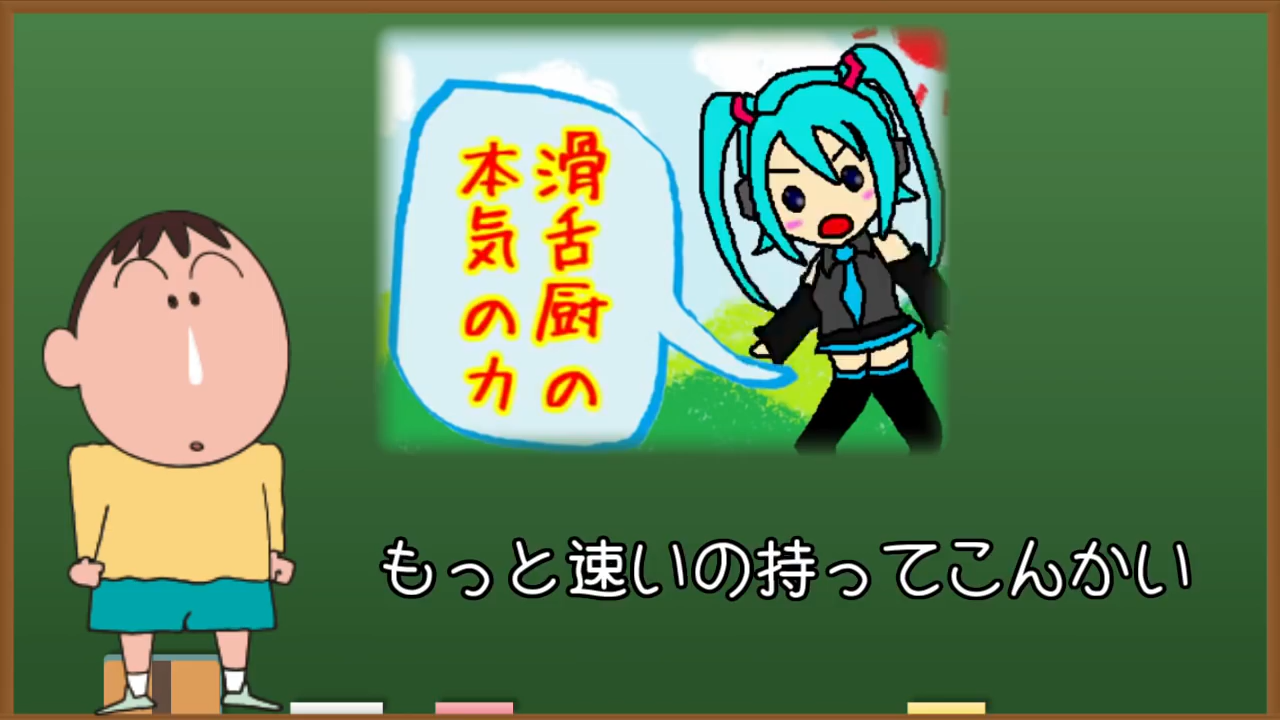 滑舌厨の
本気の力
もっと速いの持ってこんかい